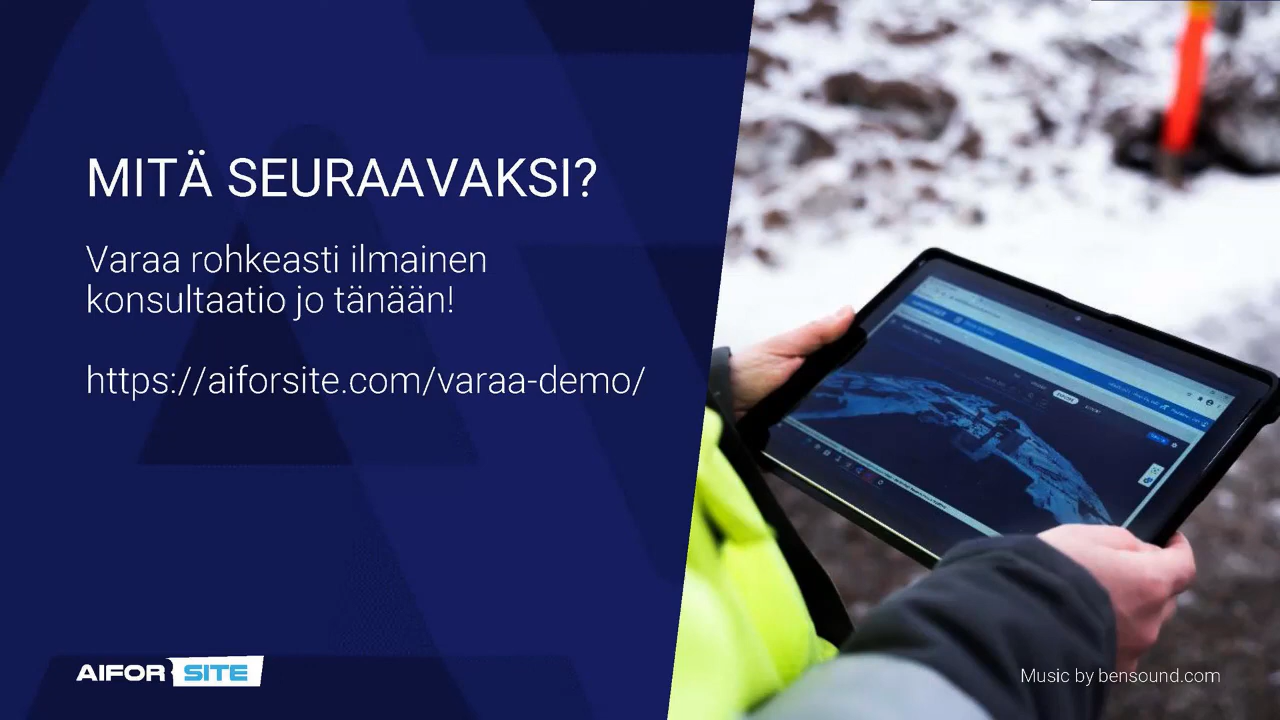 MITÄ SEURAAVAKSI?
Varaa rohkeasti ilmainen
konsultaatio jo tänään!
https://aiforsite.com/varaa-demo/
AIFOR SITE
Music by bensound.com